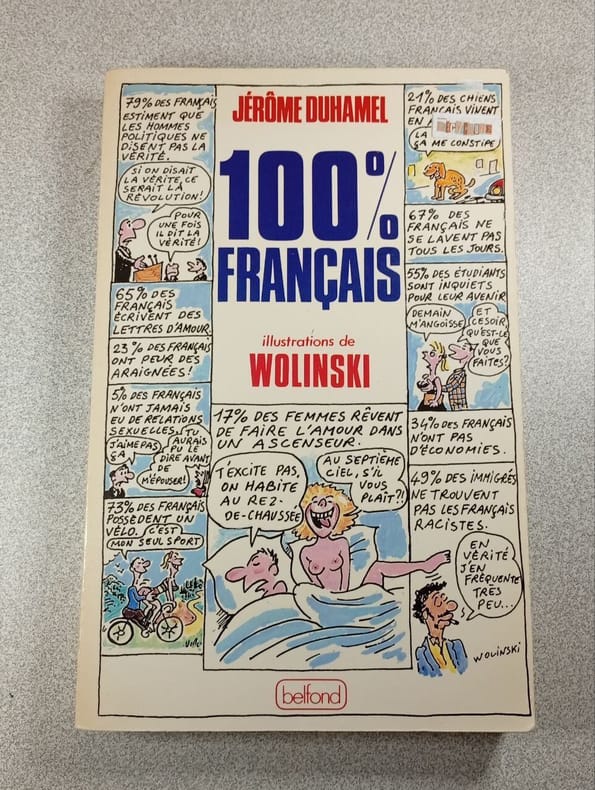 JÉRÔME DUHAMEL
100%
FRANÇAIS
illustrations de
WOLINSKI
79% DES FRANÇAIS
ESTIMENT QUE
LES HOMMES
POLITIQUES NE
DISENT PAS LA
VÉRITÉ.
SI ON DISAIT
LA VÉRITÉ, CE
SERAIT LA
RÉVOLUTION!
POUR
UNE FOIS
IL DIT LA
VÉRITÉ!
65% DES
FRANÇAIS
ÉCRIVENT DES
LETTRES D'AMOUR
23% DES FRANÇAIS
ONT PEUR DES
ARAIGNÉES!
5% DES FRANÇAIS
N'ONT JAMAIS
EU DE RELATIONS
SEXUELLES.
J'AIME PAS
ÇA
TU
AURAIS
PU LE
DIRE AVANT
DE
M'ÉPOUSER!
73% DES FRANÇAIS
POSSÈDENT UN
VÉLO.
C'EST
MON SEUL SPORT
17% DES FEMMES RÊVENT
DE FAIRE L'AMOUR DANS
UN ASCENSEUR.
T'EXCITE PAS,
ON HABITE
AU REZ-
DE-CHAUSSÉE
AU SEPTIÈME
CIEL, S'IL
VOUS
PLAÎT?!
21% DES CHIENS
FRANÇAIS VIVENT
EN
LA
ÇA ME CONSTIPE
67% DES
FRANÇAIS NE
SE LAVENT PAS
TOUS LES JOURS.
55% DES ÉTUDIANTS
SONT INQUIETS
POUR LEUR AVENIR
DEMAIN
M'ANGOISSE
ET
CE SOIR,
QU'EST-CE
QUE
VOUS
FAITES?
34% DES FRANÇAIS
N'ONT PAS
D'ÉCONOMIES.
49% DES IMMIGRÉS
NE TROUVENT
PAS LES FRANÇAIS
RACISTES.
EN
VÉRITÉ
J'EN
FRÉQUENTE
TRÈS
PEU...
WOLINSKI
belfond